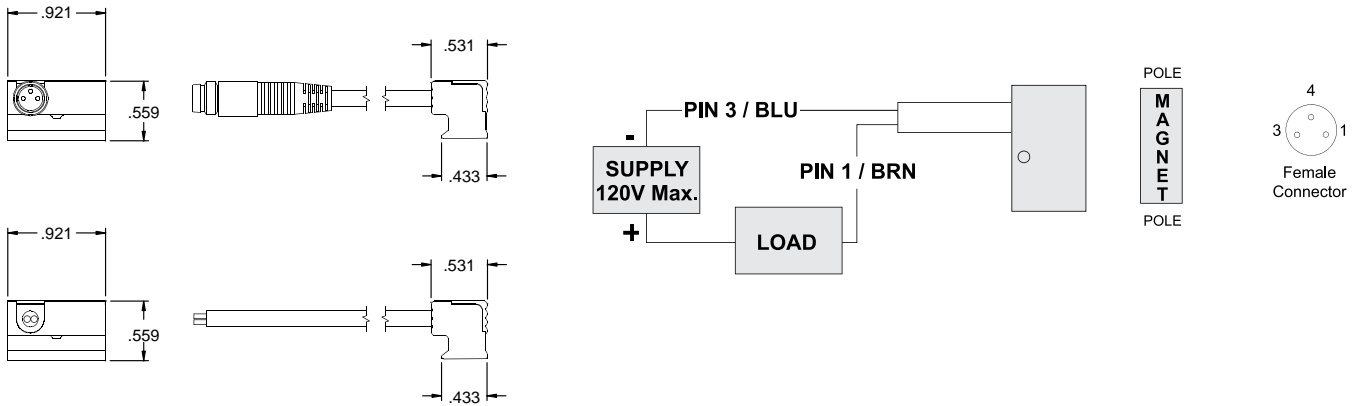 .921
.559
.531
.433
.921
.559
.531
.433
PIN 3 / BLU
-
SUPPLY
120V Max.
+
PIN 1 / BRN
LOAD
POLE
M
A
G
N
E
T
POLE
4
3
1
Female
Connector